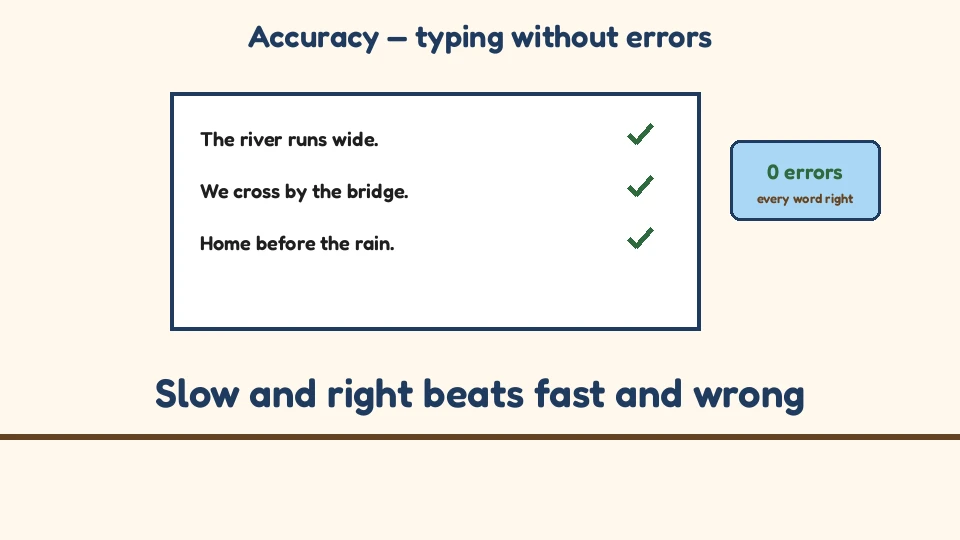 Accuracy — typing without errors
The river runs wide.
We cross by the bridge.
Home before the rain.
0 errors
every word right
Slow and right beats fast and wrong